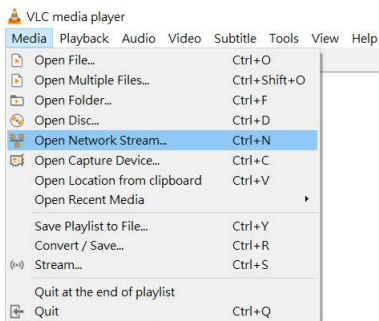 VLC media player
Media Playback Audio Video Subtitle Tools View Help
Open File... Ctrl+O
Open Multiple Files... Ctrl+Shift+O
Open Folder... Ctrl+F
Open Disc... Ctrl+D
Open Network Stream... Ctrl+N
Open Capture Device... Ctrl+C
Open Location from clipboard Ctrl+V
Open Recent Media
Save Playlist to File... Ctrl+Y
Convert / Save... Ctrl+R
Stream... Ctrl+S
Quit at the end of playlist
Quit Ctrl+Q